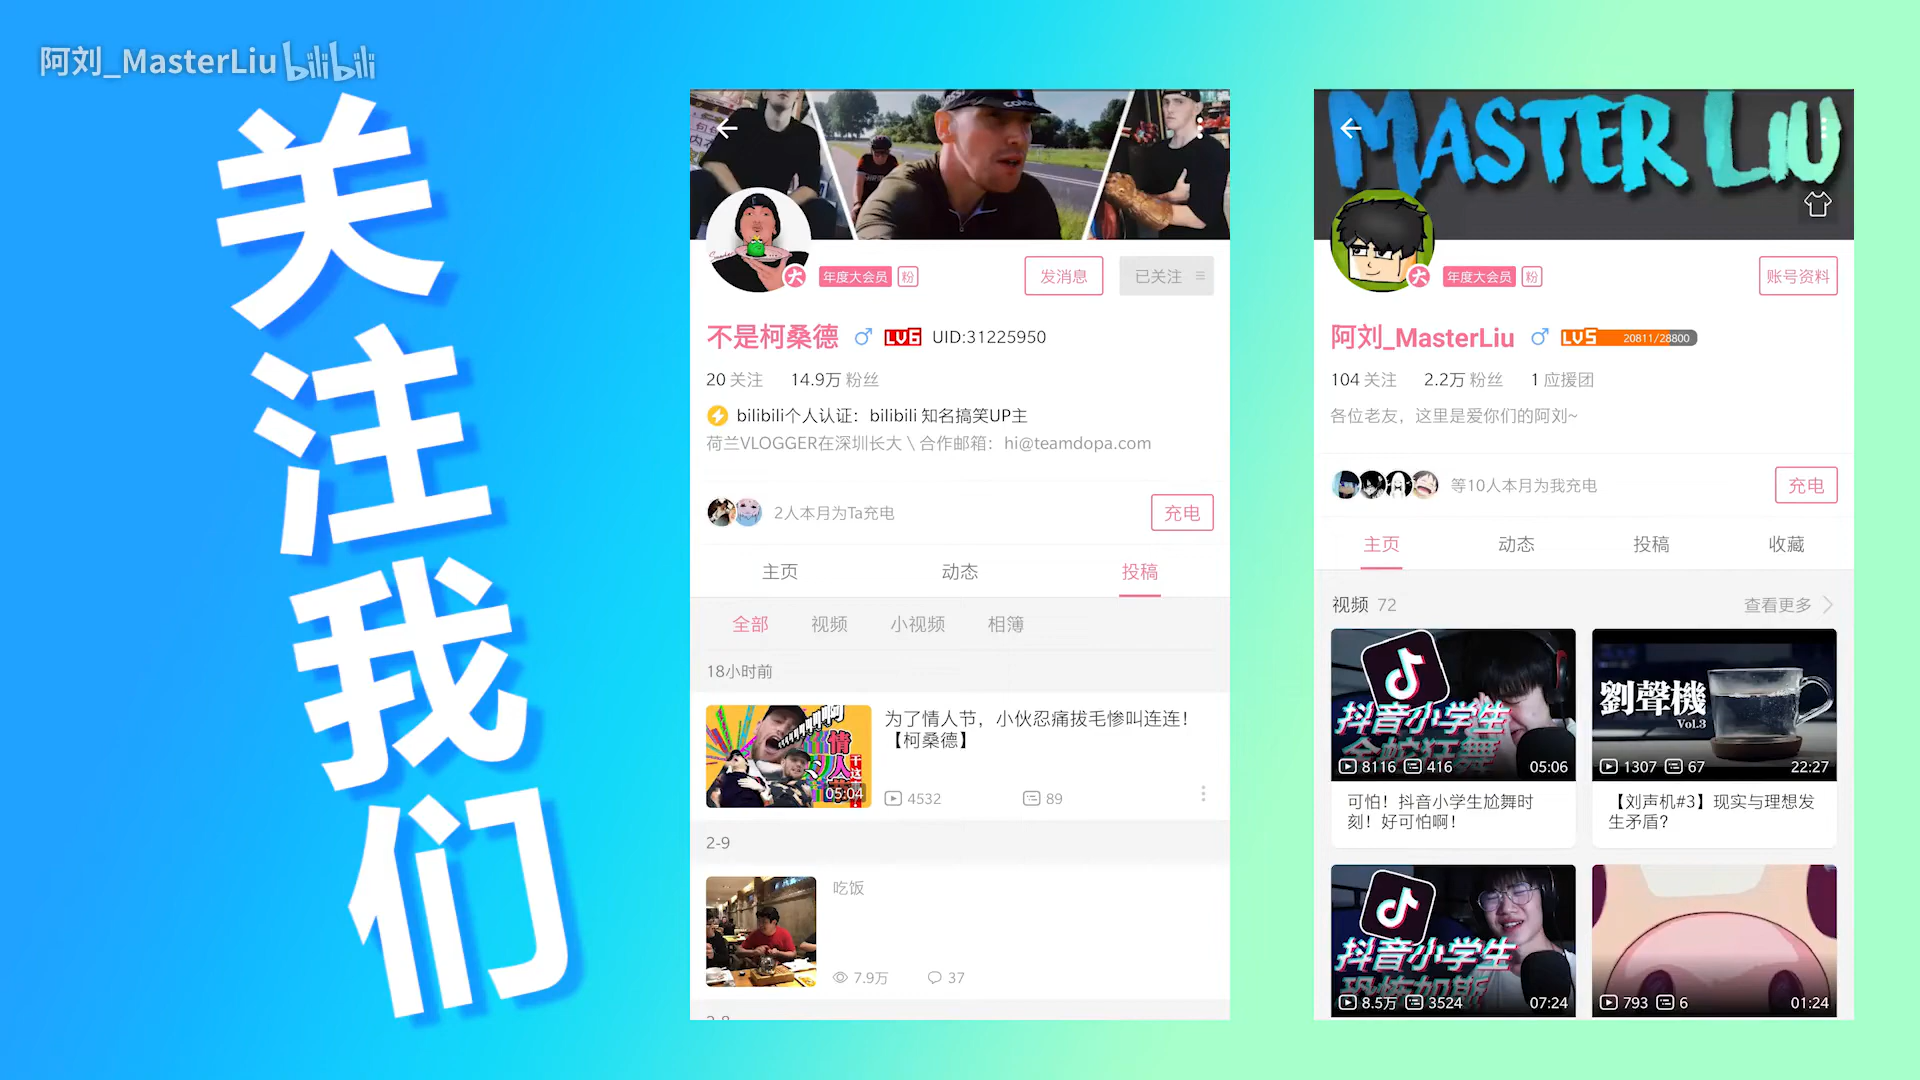 阿刘_MasterLiu bilibili
关注我们
大
年度大会员 粉
发消息
已关注
不是柯桑德 LV6 UID:31225950
20 关注 14.9万 粉丝
bilibili个人认证：bilibili 知名搞笑UP主
荷兰VLOGGER在深圳长大 \ 合作邮箱：hi@teamdopa.com
2人本月为Ta充电
充电
主页 动态 投稿
全部 视频 小视频 相簿
18小时前
情人
05:04
为了情人节，小伙忍痛拔毛惨叫连连！
【柯桑德】
4532 89
2-9
吃饭
7.9万 37
MASTER LIU
大
年度大会员 粉
账号资料
阿刘_MasterLiu LV5 20811/28800
104 关注 2.2万 粉丝 1 应援团
各位老友，这里是爱你们的阿刘~
等10人本月为我充电
充电
主页 动态 投稿 收藏
视频 72
查看更多
抖音小学生
尬蛇狂舞
8116 416 05:06
可怕！抖音小学生尬舞时
刻！好可怕啊！
劉聲機
Vol.3
1307 67 22:27
【刘声机#3】现实与理想发
生矛盾？
抖音小学生
8.5万 3524 07:24
793 6 01:24